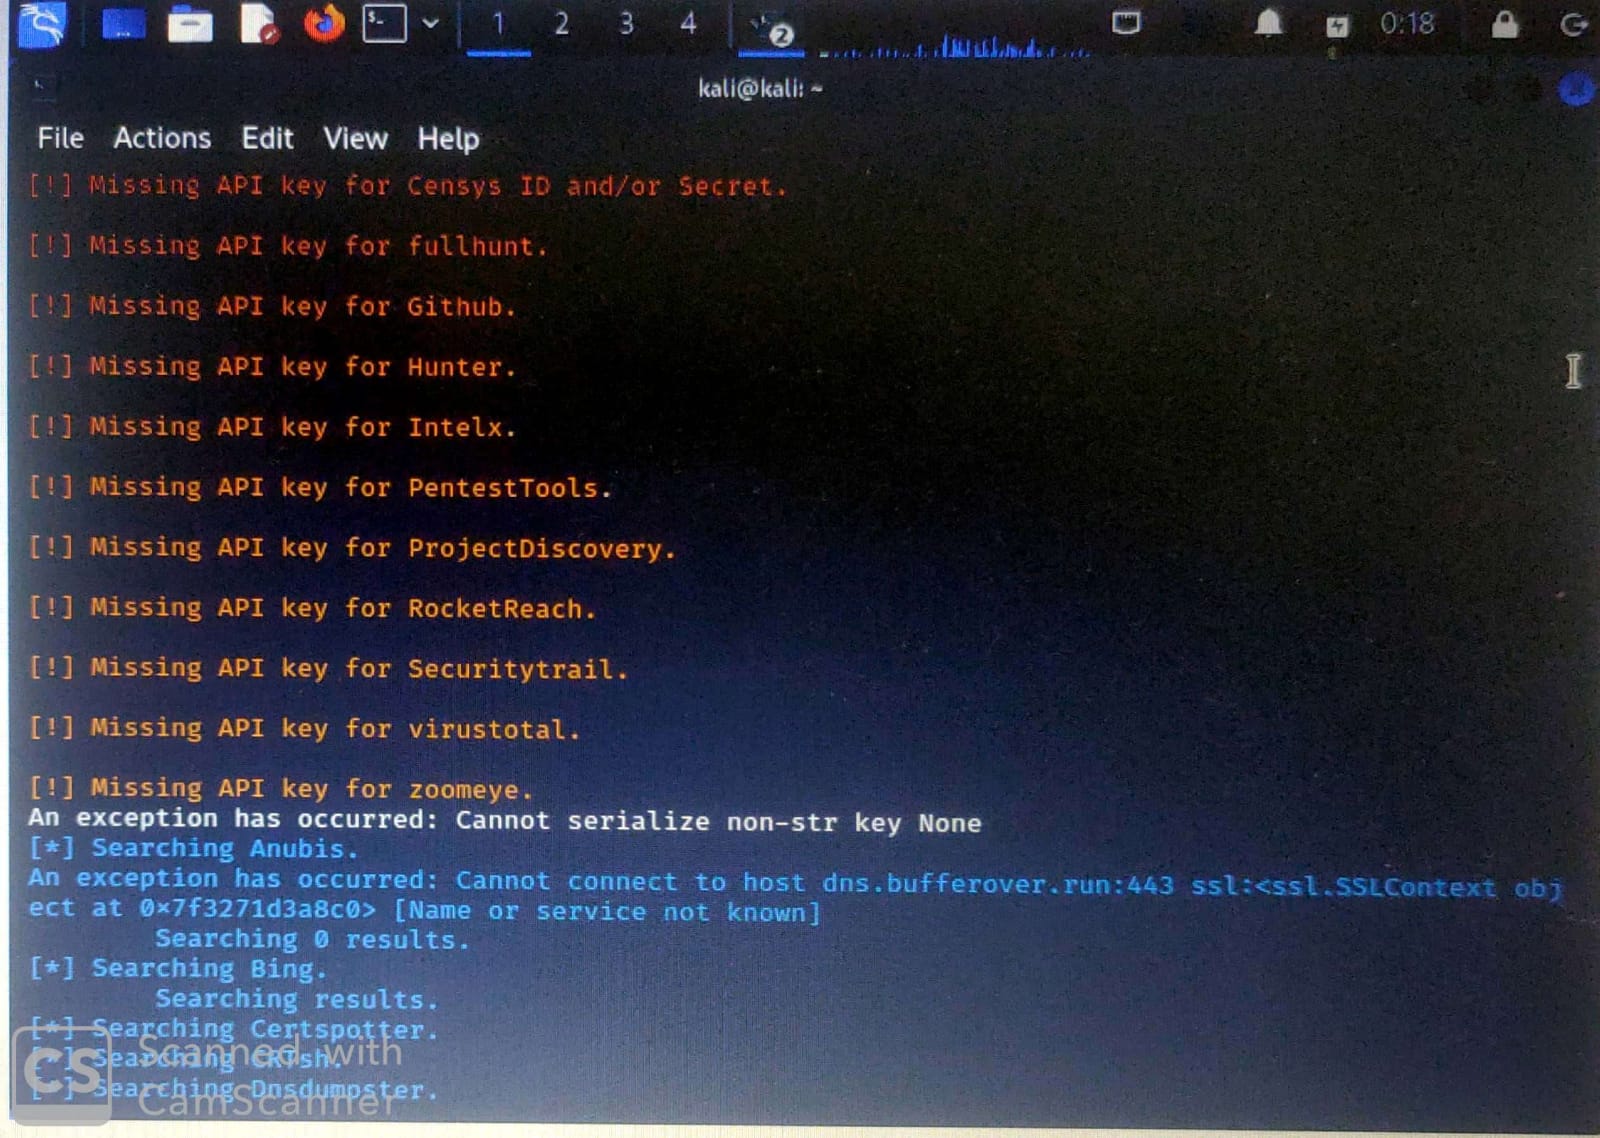 1 2 3 4 2 0:18
kali@kali: ~
File Actions Edit View Help
[!] Missing API key for Censys ID and/or Secret.
[!] Missing API key for fullhunt.
[!] Missing API key for Github.
[!] Missing API key for Hunter.
[!] Missing API key for Intelx.
[!] Missing API key for PentestTools.
[!] Missing API key for ProjectDiscovery.
[!] Missing API key for RocketReach.
[!] Missing API key for Securitytrail.
[!] Missing API key for virustotal.
[!] Missing API key for zoomeye.
An exception has occurred: Cannot serialize non-str key None
[*] Searching Anubis.
An exception has occurred: Cannot connect to host dns.bufferover.run:443 ssl:<ssl.SSLContext obj
ect at 0×7f3271d3a8c0> [Name or service not known]
Searching 0 results.
[*] Searching Bing.
Searching results.
[*] Searching Certspotter.
[*] Searching CRTsh.
[*] Searching Dnsdumpster.
CS Scanned with
CamScanner